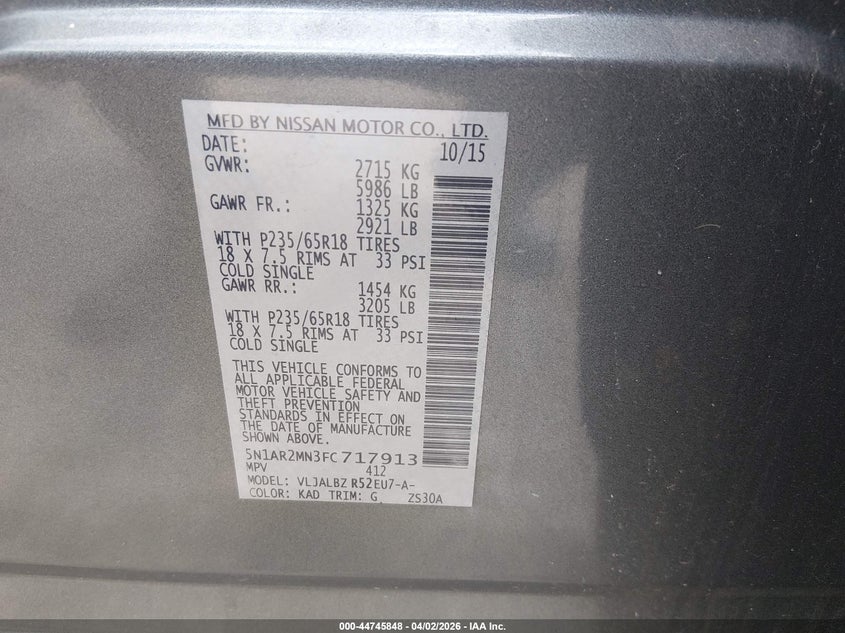 MFD BY NISSAN MOTOR CO., LTD.
DATE: 10/15
GVWR: 2715 KG
5986 LB
GAWR FR.: 1325 KG
2921 LB
WITH P235/65R18 TIRES
18 X 7.5 RIMS AT 33 PSI
COLD SINGLE
GAWR RR.: 1454 KG
3205 LB
WITH P235/65R18 TIRES
18 X 7.5 RIMS AT 33 PSI
COLD SINGLE
THIS VEHICLE CONFORMS TO
ALL APPLICABLE FEDERAL
MOTOR VEHICLE SAFETY AND
THEFT PREVENTION
STANDARDS IN EFFECT ON
THE DATE OF MANUFACTURE
SHOWN ABOVE.
5N1AR2MN3FC717913
MPV 412
MODEL: VLJALBZ R52EU7-A-
COLOR: KAD TRIM: G ZS30A
000-44745848 - 04/02/2026 - IAA Inc.